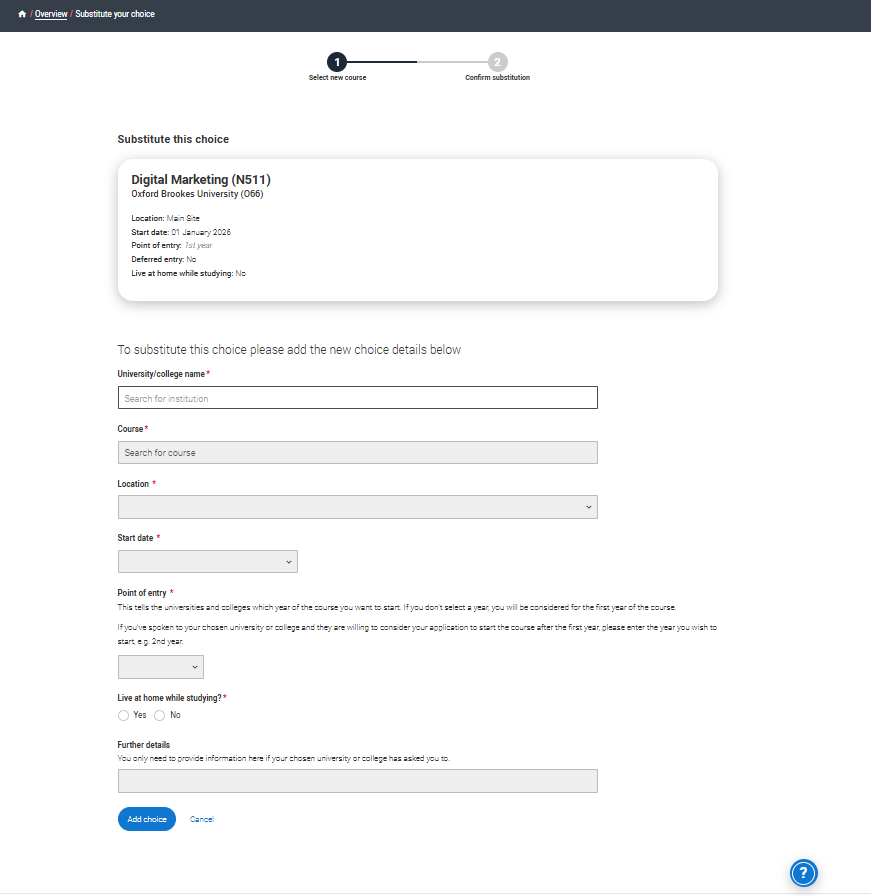 / Overview / Substitute your choice
1
2
Select new course
Confirm substitution
Substitute this choice
Digital Marketing (N511)
Oxford Brookes University (O66)
Location: Main Site
Start date: 01 January 2026
Point of entry: 1st year
Deferred entry: No
Live at home while studying: No
To substitute this choice please add the new choice details below
University/college name *
Search for institution
Course *
Search for course
Location *
Start date *
Point of entry *
This tells the universities and colleges which year of the course you want to start. If you don't select a year, you will be considered for the first year of the course.
If you've spoken to your chosen university or college and they are willing to consider your application to start the course after the first year, please enter the year you wish to
start, e.g. 2nd year.
Live at home while studying? *
Yes No
Further details
You only need to provide information here if your chosen university or college has asked you to.
Add choice Cancel
?